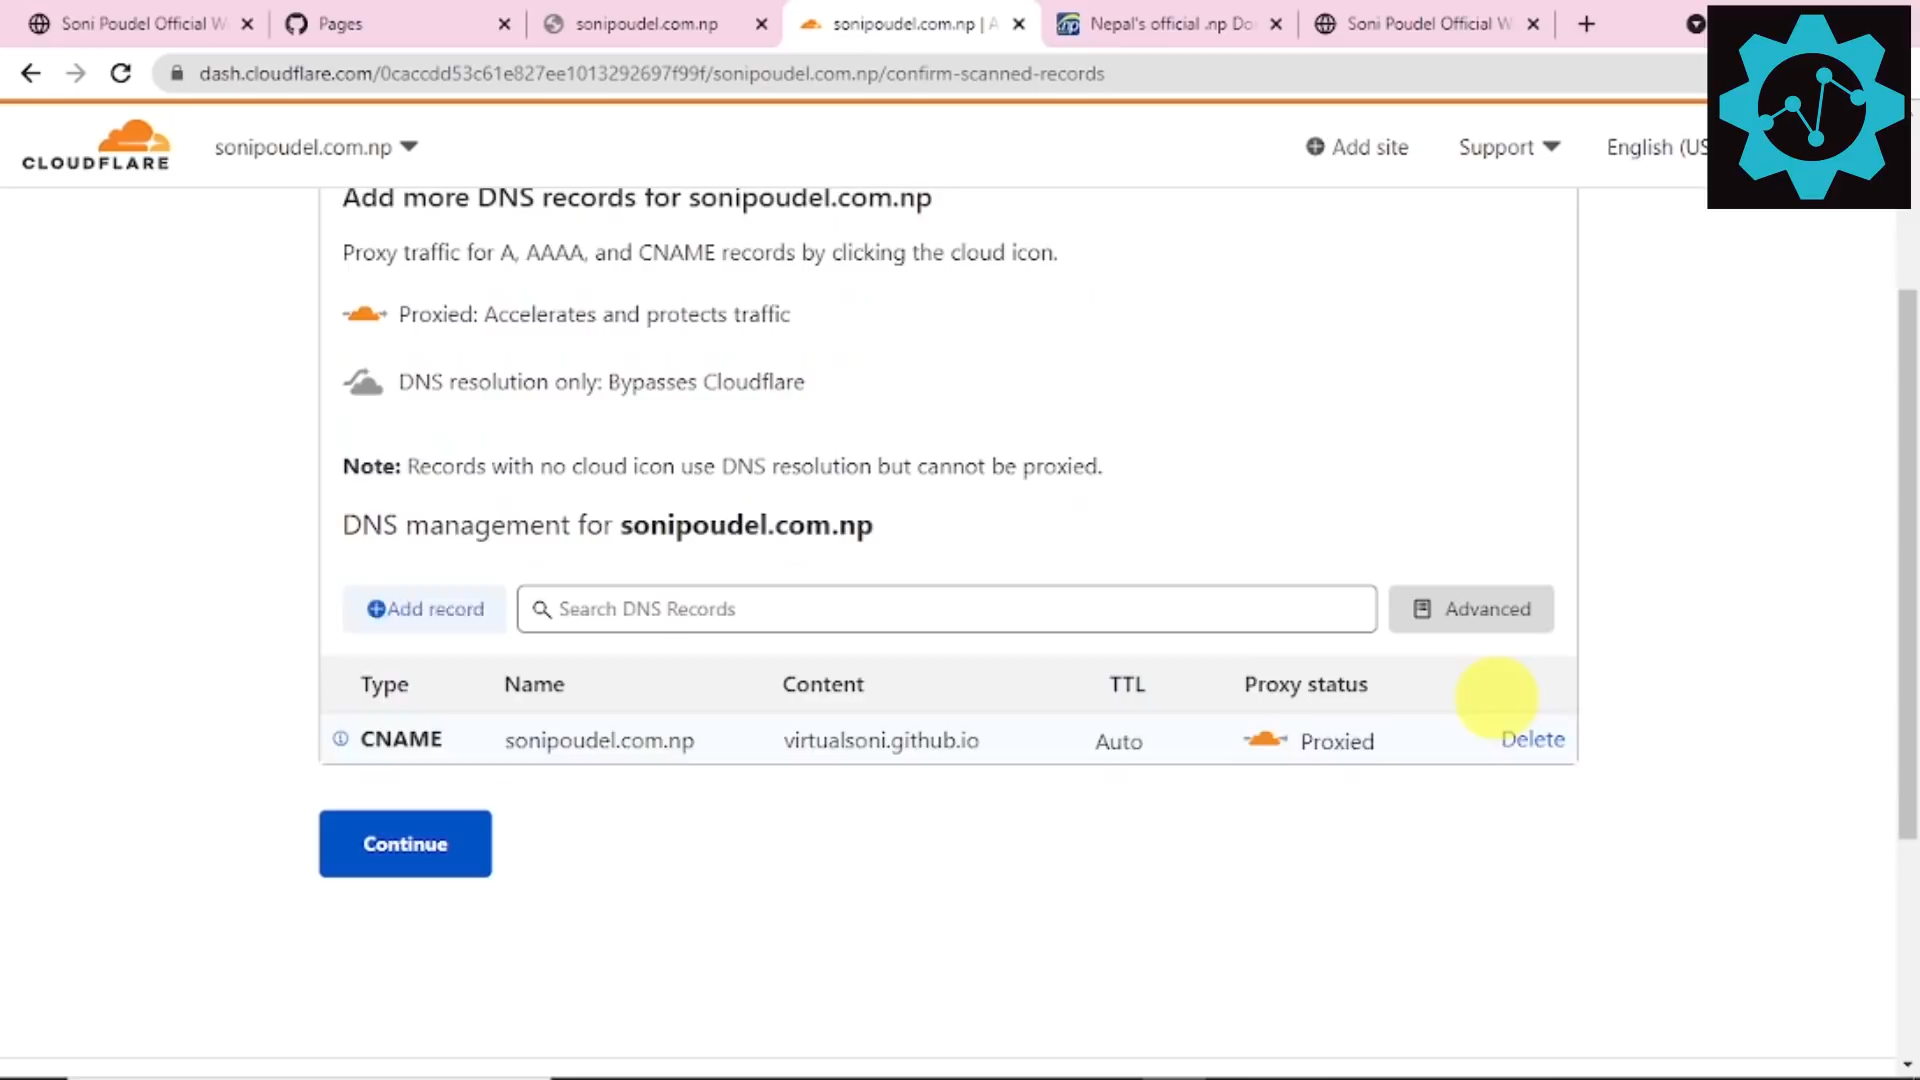 Soni Poudel Official W
Pages
sonipoudel.com.np
sonipoudel.com.np | A
Nepal's official .np Do
Soni Poudel Official W
dash.cloudflare.com/0caccdd53c61e827ee1013292697f99f/sonipoudel.com.np/confirm-scanned-records
CLOUDFLARE
sonipoudel.com.np
Add site
Support
English (US
Add more DNS records for sonipoudel.com.np
Proxy traffic for A, AAAA, and CNAME records by clicking the cloud icon.
Proxied: Accelerates and protects traffic
DNS resolution only: Bypasses Cloudflare
Note: Records with no cloud icon use DNS resolution but cannot be proxied.
DNS management for sonipoudel.com.np
Add record
Search DNS Records
Advanced
Type Name Content TTL Proxy status
CNAME sonipoudel.com.np virtualsoni.github.io Auto Proxied Delete
Continue